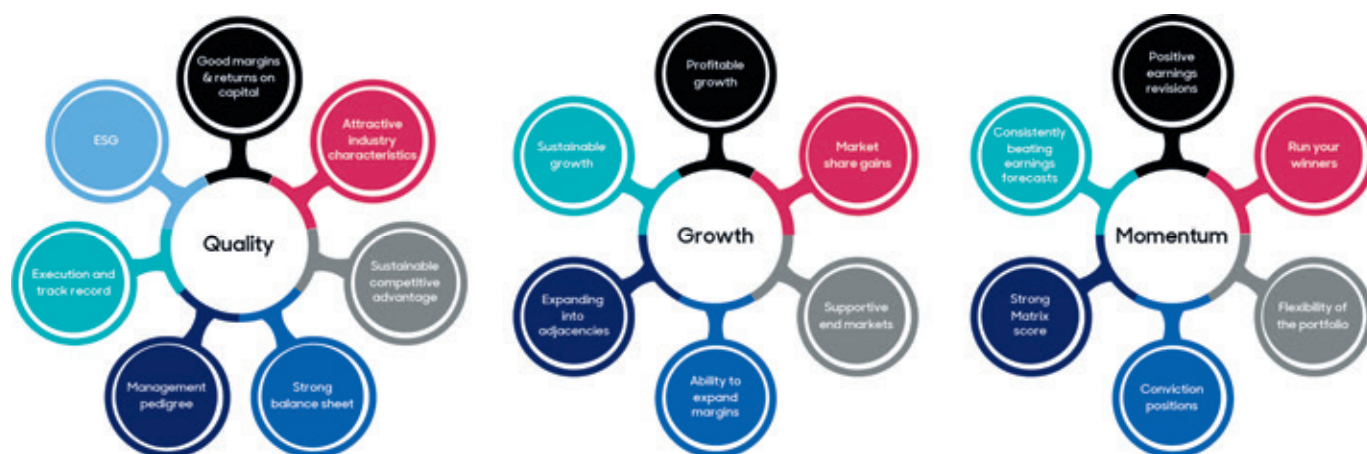 Good margins
& returns on
capital
Attractive
industry
characteristics
Sustainable
competitive
advantage
Strong
balance sheet
Management
pedigree
Execution and
track record
ESG
Quality
Profitable
growth
Market
share gains
Supportive
end markets
Ability to
expand
margins
Expanding
into
adjacencies
Sustainable
growth
Growth
Positive
earnings
revisions
Run your
winners
Flexibility of
the portfolio
Conviction
positions
Strong
Matrix
score
Consistently
beating
earnings
forecasts
Momentum